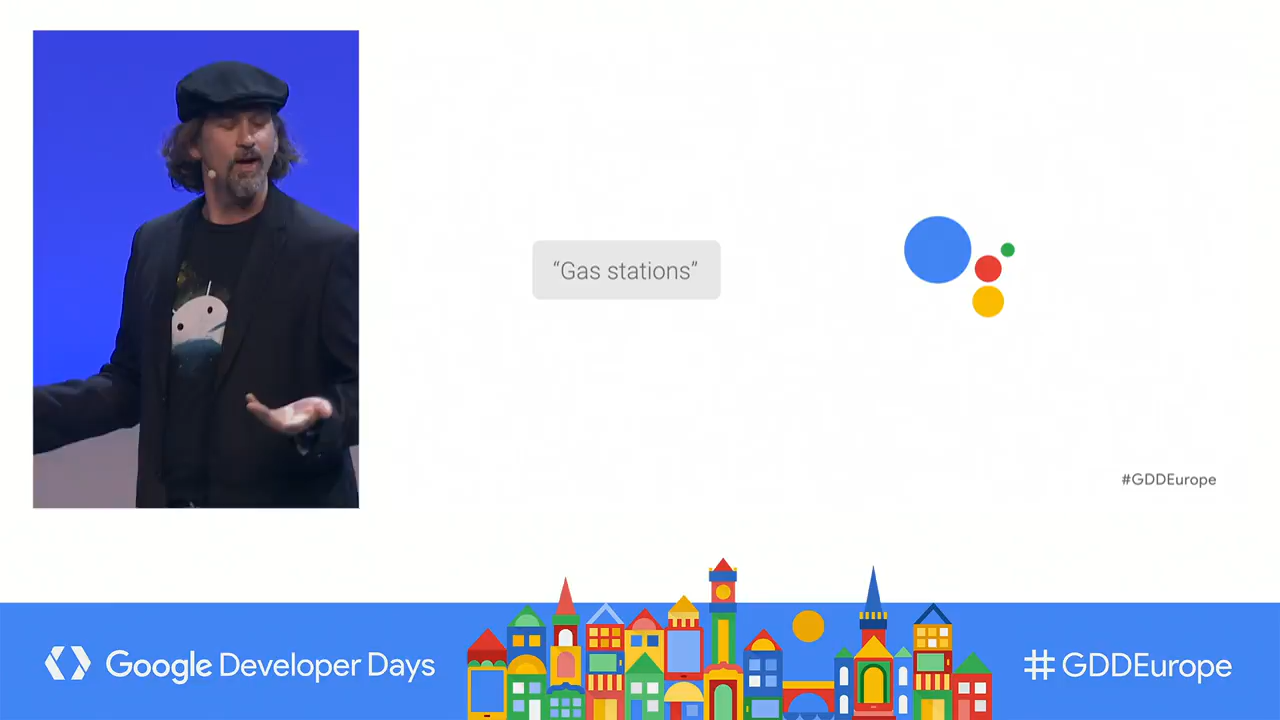 “Gas stations”
#GDDEurope
Google Developer Days
#GDDEurope